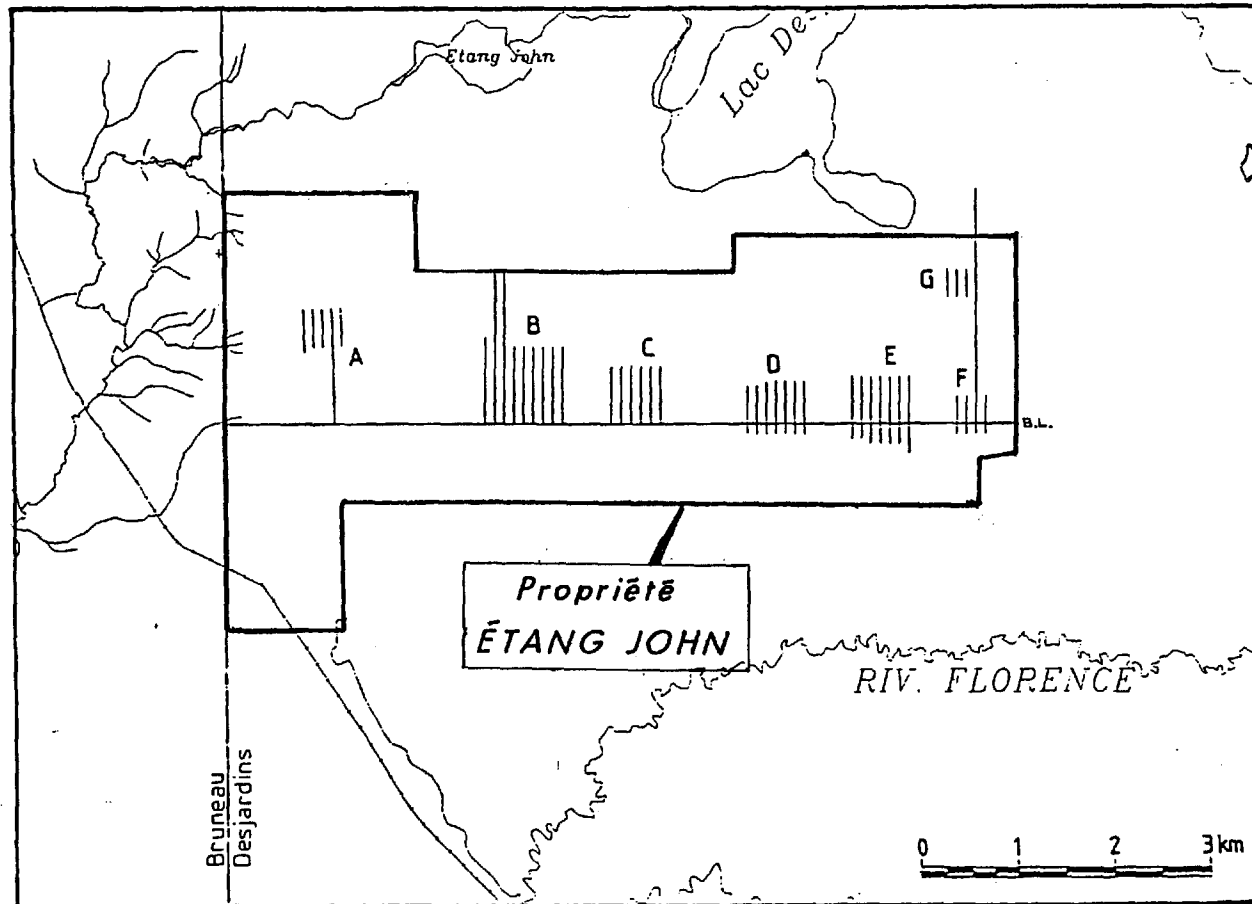 Etang John
Lac De
G
B
A
C
D
E
F
B.L.
Propriété
ÉTANG JOHN
RIV. FLORENCE
Bruneau
Desjardins
0 1 2 3 km